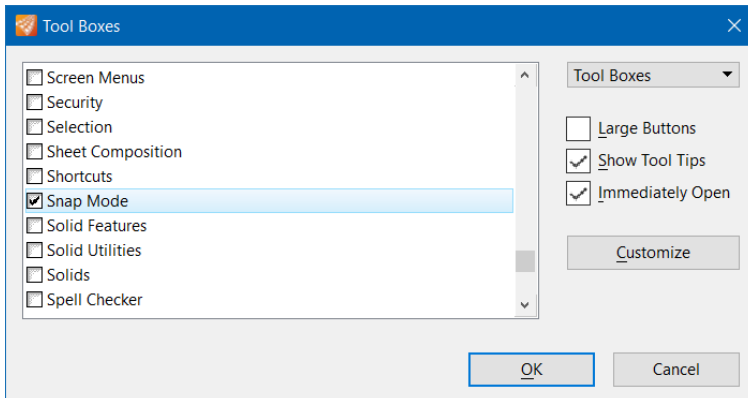 Tool Boxes
Screen Menus
Security
Selection
Sheet Composition
Shortcuts
Snap Mode
Solid Features
Solid Utilities
Solids
Spell Checker
Tool Boxes
Large Buttons
Show Tool Tips
Immediately Open
Customize
OK
Cancel